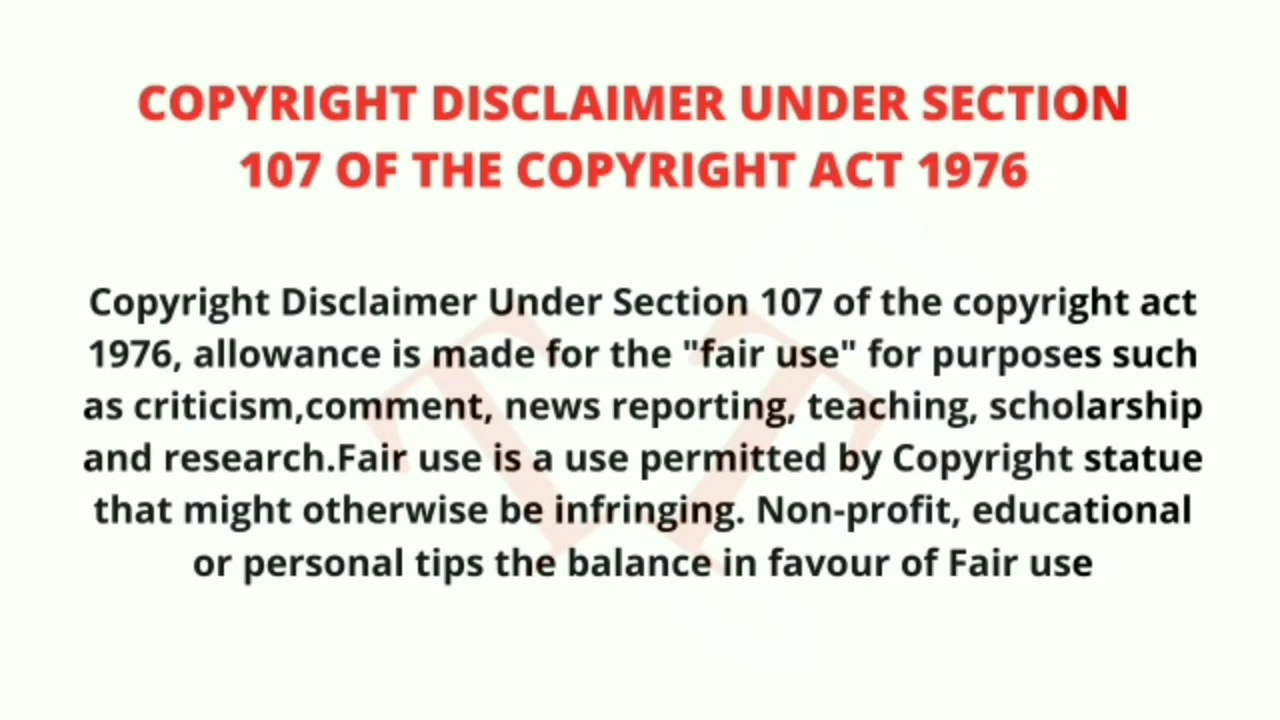 COPYRIGHT DISCLAIMER UNDER SECTION
107 OF THE COPYRIGHT ACT 1976
Copyright Disclaimer Under Section 107 of the copyright act
1976, allowance is made for the "fair use" for purposes such
as criticism,comment, news reporting, teaching, scholarship
and research.Fair use is a use permitted by Copyright statue
that might otherwise be infringing. Non-profit, educational
or personal tips the balance in favour of Fair use
TT